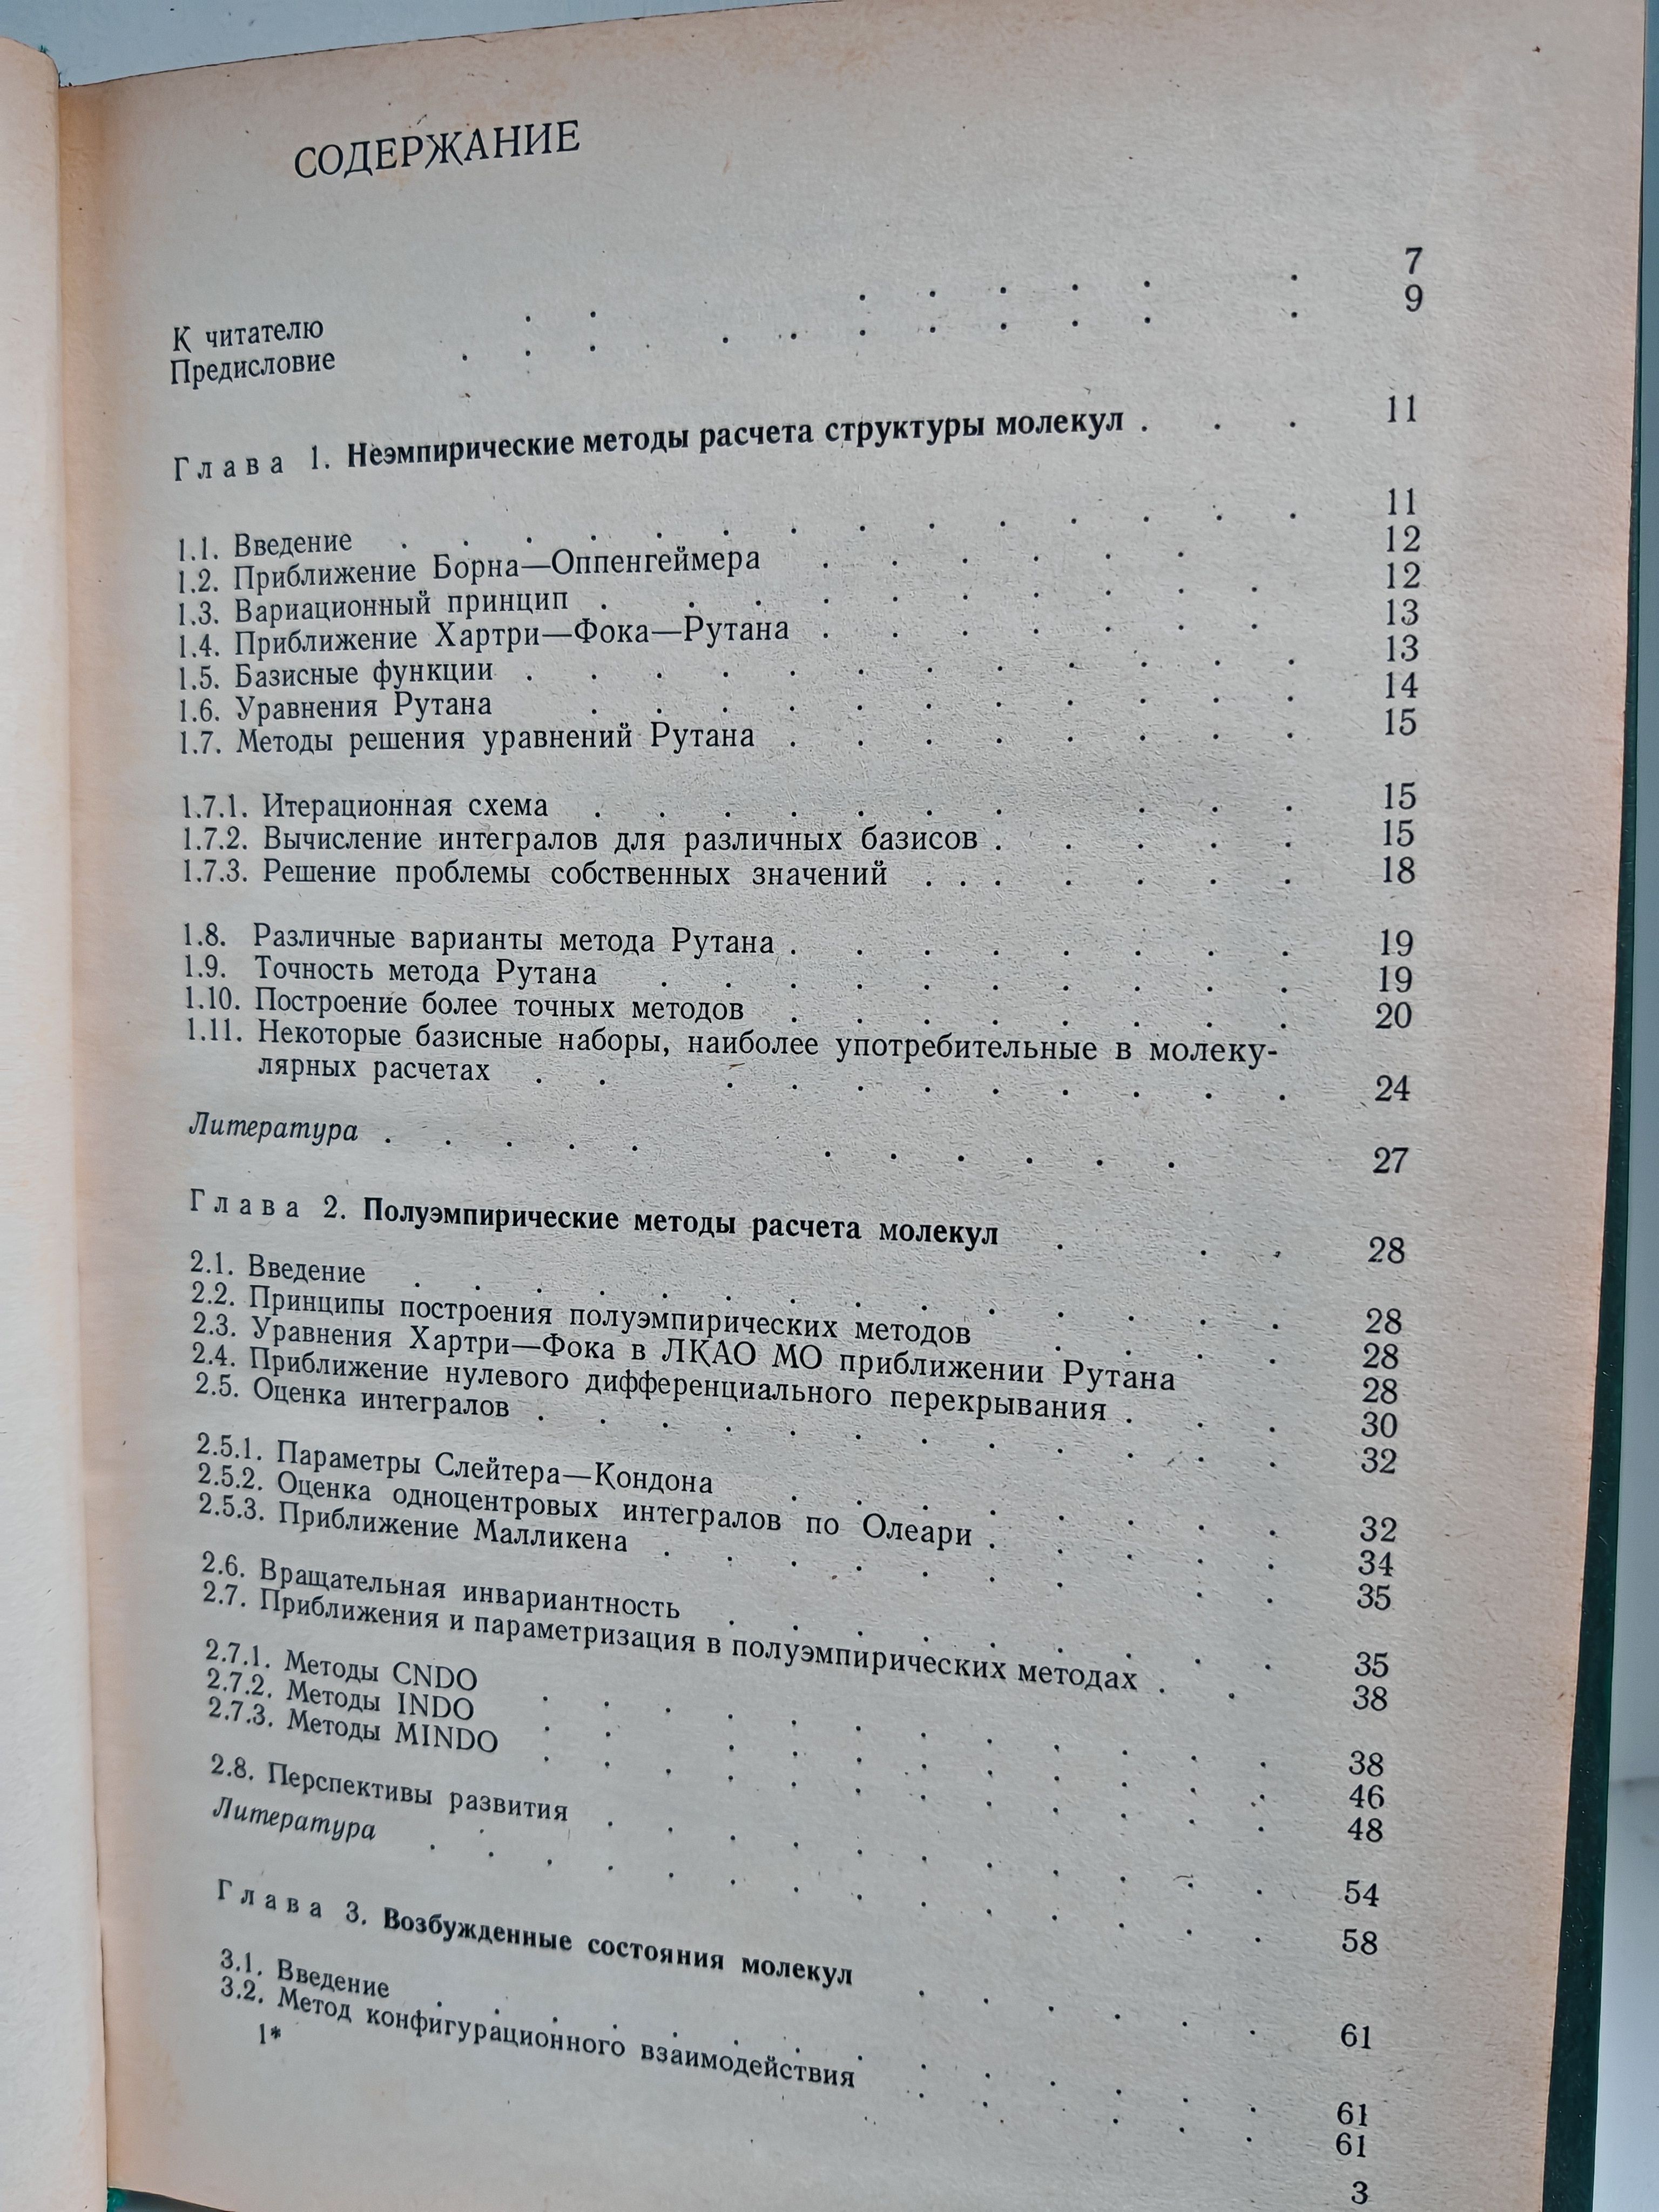 СОДЕРЖАНИЕ
К читателю . . . . . . . . 7
Предисловие . . . . . . . . . . 9
Глава 1. Неэмпирические методы расчета структуры молекул . . . 11
1.1. Введение . . . . . . . . . . . . . . 11
1.2. Приближение Борна—Оппенгеймера . . . . . . 12
1.3. Вариационный принцип . . . . . . . . . . 12
1.4. Приближение Хартри—Фока—Рутана . . . . . . . 13
1.5. Базисные функции . . . . . . . . . . . . 13
1.6. Уравнения Рутана . . . . . . . . . . . 14
1.7. Методы решения уравнений Рутана . . . . . . . . 15
1.7.1. Итерационная схема . . . . . . . . . . 15
1.7.2. Вычисление интегралов для различных базисов . . . . . 15
1.7.3. Решение проблемы собственных значений . . . . . . . 18
1.8. Различные варианты метода Рутана . . . . . . . . 19
1.9. Точность метода Рутана . . . . . . . . . . 19
1.10. Построение более точных методов . . . . . . . . 20
1.11. Некоторые базисные наборы, наиболее употребительные в молеку-
лярных расчетах . . . . . . . . . . . 24
Литература . . . . . . . . . . . 27
Глава 2. Полуэмпирические методы расчета молекул . . . 28
2.1. Введение . . . . . . . . . . . . . . 28
2.2. Принципы построения полуэмпирических методов . . . . 28
2.3. Уравнения Хартри—Фока в ЛКАО МО приближении Рутана 28
2.4. Приближение нулевого дифференциального перекрывания . . . 30
2.5. Оценка интегралов . . . . . . . . . . . . 32
2.5.1. Параметры Слейтера—Кондона . . . . . . . . 32
2.5.2. Оценка одноцентровых интегралов по Олеари . . . . . 34
2.5.3. Приближение Малликена . . . . . . . . . 35
2.6. Вращательная инвариантность . . . . . . . . . 35
2.7. Приближения и параметризация в полуэмпирических методах . . 38
2.7.1. Методы CNDO . . . . . . . . . . . . 38
2.7.2. Методы INDO . . . . . . . . . . . 46
2.7.3. Методы MINDO . . . . . . . . . . . . 48
2.8. Перспективы развития . . . . . . . . . . . 54
Литература . . . . . . . . . . . . . . 58
Глава 3. Возбужденные состояния молекул . . . . . . 61
3.1. Введение . . . . . . . . . . . . . 61
3.2. Метод конфигурационного взаимодействия . . . . . 61
1*
3